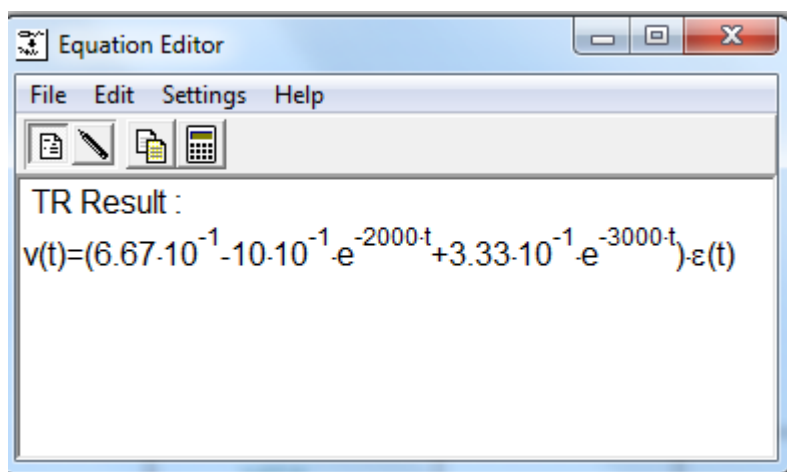 Equation Editor
File Edit Settings Help
TR Result :
v(t)=(6.67·10⁻¹-10·10⁻¹·e⁻²⁰⁰⁰·ᵗ+3.33·10⁻¹·e⁻³⁰⁰⁰·ᵗ)·ε(t)